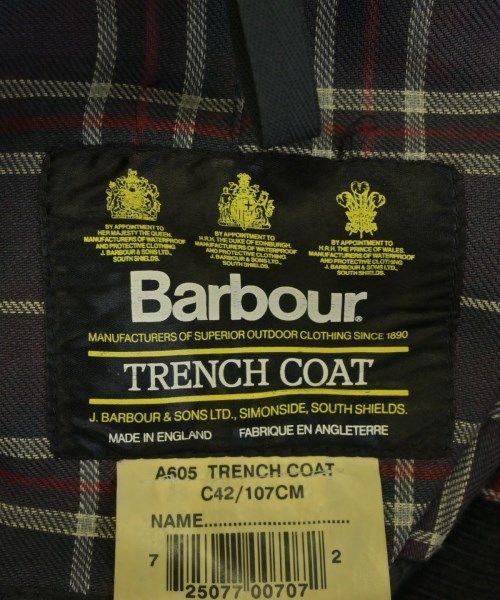 BY APPOINTMENT TO
HER MAJESTY THE QUEEN.
MANUFACTURERS OF WATERPROOF
AND PROTECTIVE CLOTHING
J. BARBOUR & SONS LTD.
SOUTH SHIELDS.
BY APPOINTMENT TO
H.R.H. THE DUKE OF EDINBURGH.
MANUFACTURERS OF WATERPROOF
AND PROTECTIVE CLOTHING
J. BARBOUR & SONS LTD.,
SOUTH SHIELDS.
BY APPOINTMENT TO
H.R.H. THE PRINCE OF WALES.
MANUFACTURERS OF WATERPROOF
AND PROTECTIVE CLOTHING
J. BARBOUR & SONS LTD.,
SOUTH SHIELDS.
Barbour®
MANUFACTURERS OF SUPERIOR OUTDOOR CLOTHING SINCE 1890
TRENCH COAT
J. BARBOUR & SONS LTD., SIMONSIDE, SOUTH SHIELDS.
MADE IN ENGLAND FABRIQUE EN ANGLETERRE
A605 TRENCH COAT
C42/107CM
NAME..............................
7 2
25077 00707